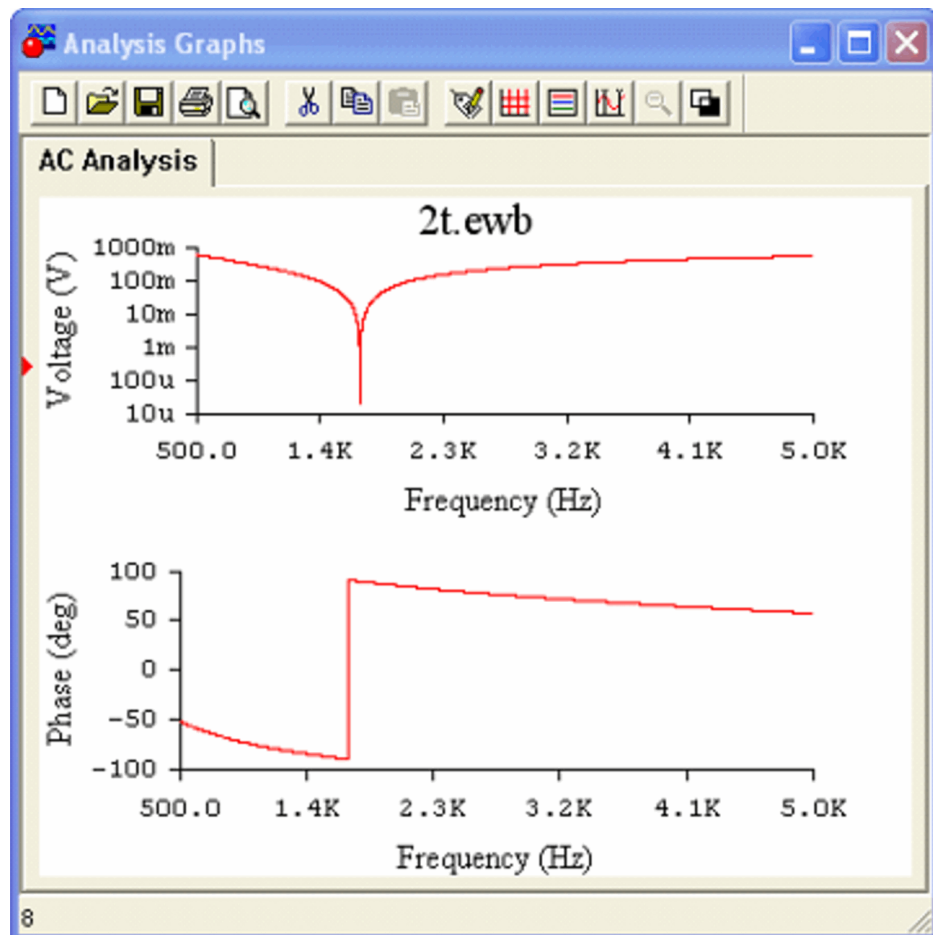 Analysis Graphs
AC Analysis
2t.ewb
Voltage (V)
1000m
100m
10m
1m
100u
10u
500.0 1.4K 2.3K 3.2K 4.1K 5.0K
Frequency (Hz)
Phase (deg)
100
50
0
-50
-100
500.0 1.4K 2.3K 3.2K 4.1K 5.0K
Frequency (Hz)
8